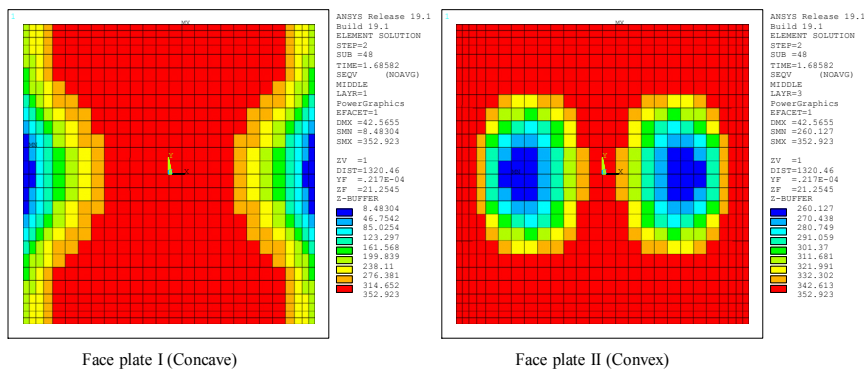 1
MX
MN
Y
X
ANSYS Release 19.1
Build 19.1
ELEMENT SOLUTION
STEP=2
SUB =48
TIME=1.68582
SEQV (NOAVG)
MIDDLE
LAYR=1
PowerGraphics
EFACET=1
DMX =42.5655
SMN =8.48304
SMX =352.923
ZV =1
DIST=1320.46
YF =.217E-04
ZF =21.2545
Z-BUFFER
8.48304
46.7542
85.0254
123.297
161.568
199.839
238.11
276.381
314.652
352.923
Face plate I (Concave)
1
MX
X
ANSYS Release 19.1
Build 19.1
ELEMENT SOLUTION
STEP=2
SUB =48
TIME=1.68582
SEQV (NOAVG)
MIDDLE
LAYR=3
PowerGraphics
EFACET=1
DMX =42.5655
SMN =260.127
SMX =352.923
ZV =1
DIST=1320.46
YF =.217E-04
ZF =21.2545
Z-BUFFER
260.127
270.438
280.749
291.059
301.37
311.681
321.991
332.302
342.613
352.923
Face plate II (Convex)